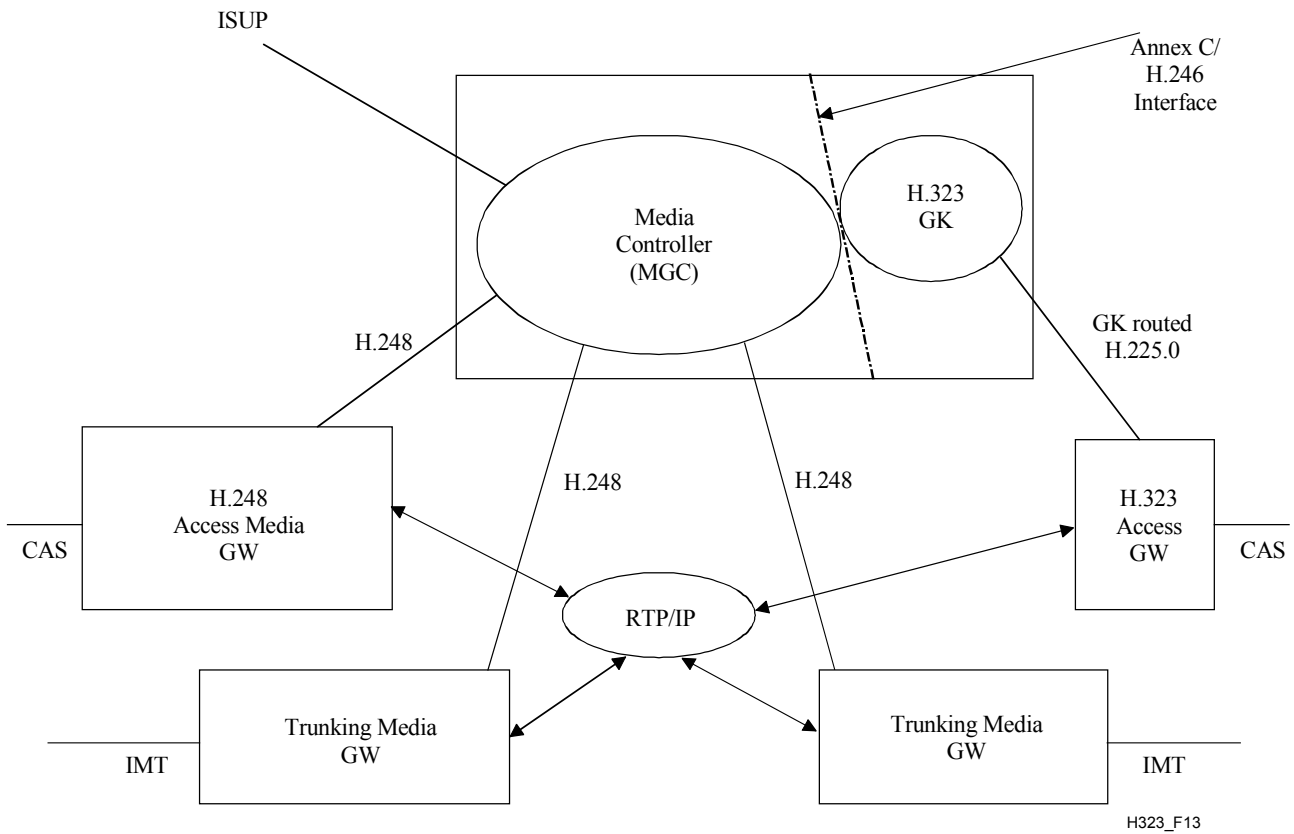 ISUP
Annex C/
H.246
Interface
Media
Controller
(MGC)
H.323
GK
H.248
GK routed
H.225.0
H.248
Access Media
GW
CAS
H.248
H.248
H.323
Access
GW
CAS
RTP/IP
Trunking Media
GW
IMT
Trunking Media
GW
IMT
H323_F13